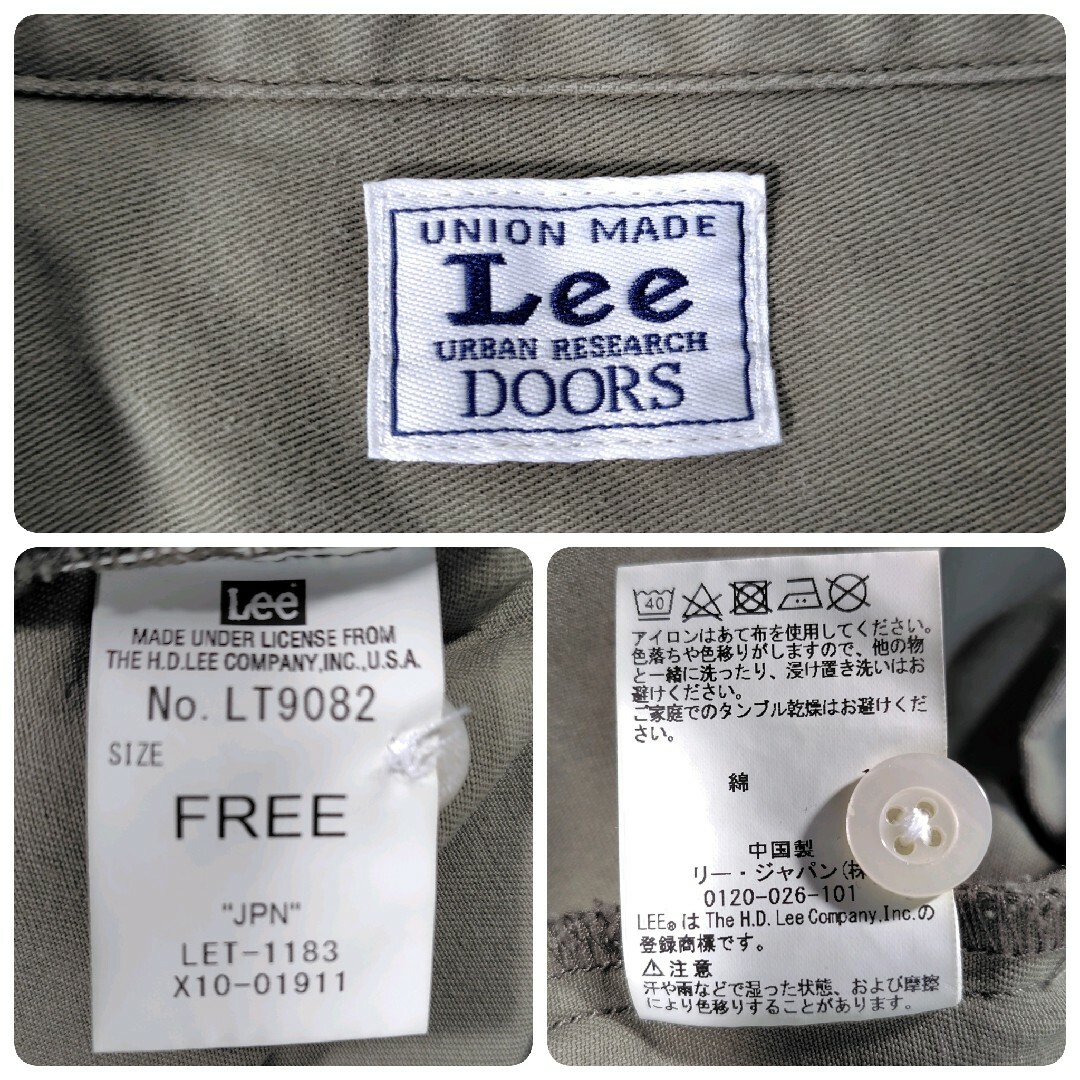 UNION MADE
Lee
URBAN RESEARCH
DOORS
Lee
MADE UNDER LICENSE FROM
THE H.D.LEE COMPANY,INC.,U.S.A.
No. LT9082
SIZE
FREE
"JPN"
LET-1183
X10-01911
40
アイロンはあて布を使用してください。
色落ちや色移りがしますので、他の物
と一緒に洗ったり、浸け置き洗いはお
避けください。
ご家庭でのタンブル乾燥はお避けくだ
さい。
綿
中国製
リー・ジャパン(株
0120-026-101
LEE®は The H.D. Lee Company,Inc.の
登録商標です。
⚠注意
汗や雨などで湿った状態、および摩擦
により色移りすることがあります。